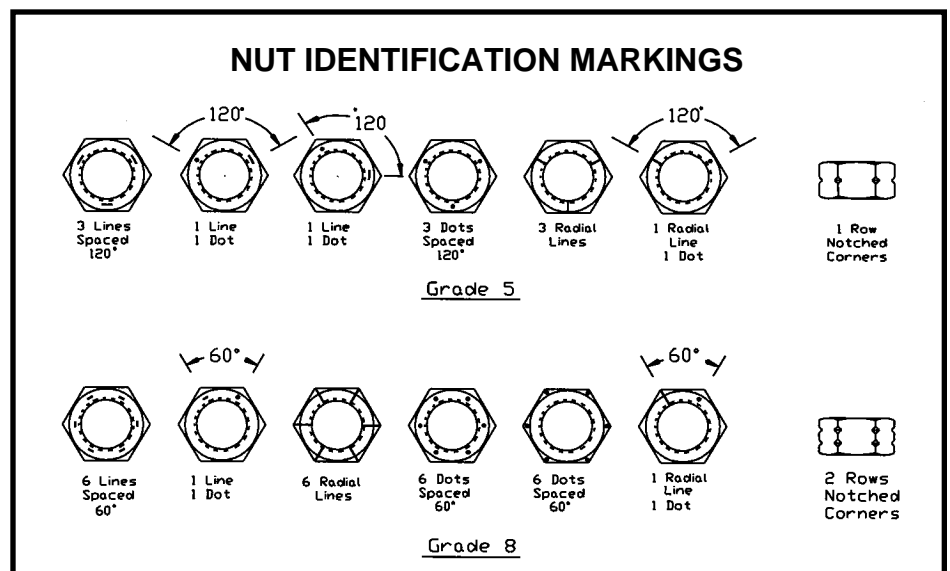 NUT IDENTIFICATION MARKINGS
120°
120°
120°
3 Lines
Spaced
120°
1 Line
1 Dot
1 Line
1 Dot
3 Dots
Spaced
120°
3 Radial
Lines
1 Radial
Line
1 Dot
1 Row
Notched
Corners
Grade 5
60°
60°
6 Lines
Spaced
60°
1 Line
1 Dot
6 Radial
Lines
6 Dots
Spaced
60°
6 Dots
Spaced
60°
1 Radial
Line
1 Dot
2 Rows
Notched
Corners
Grade 8